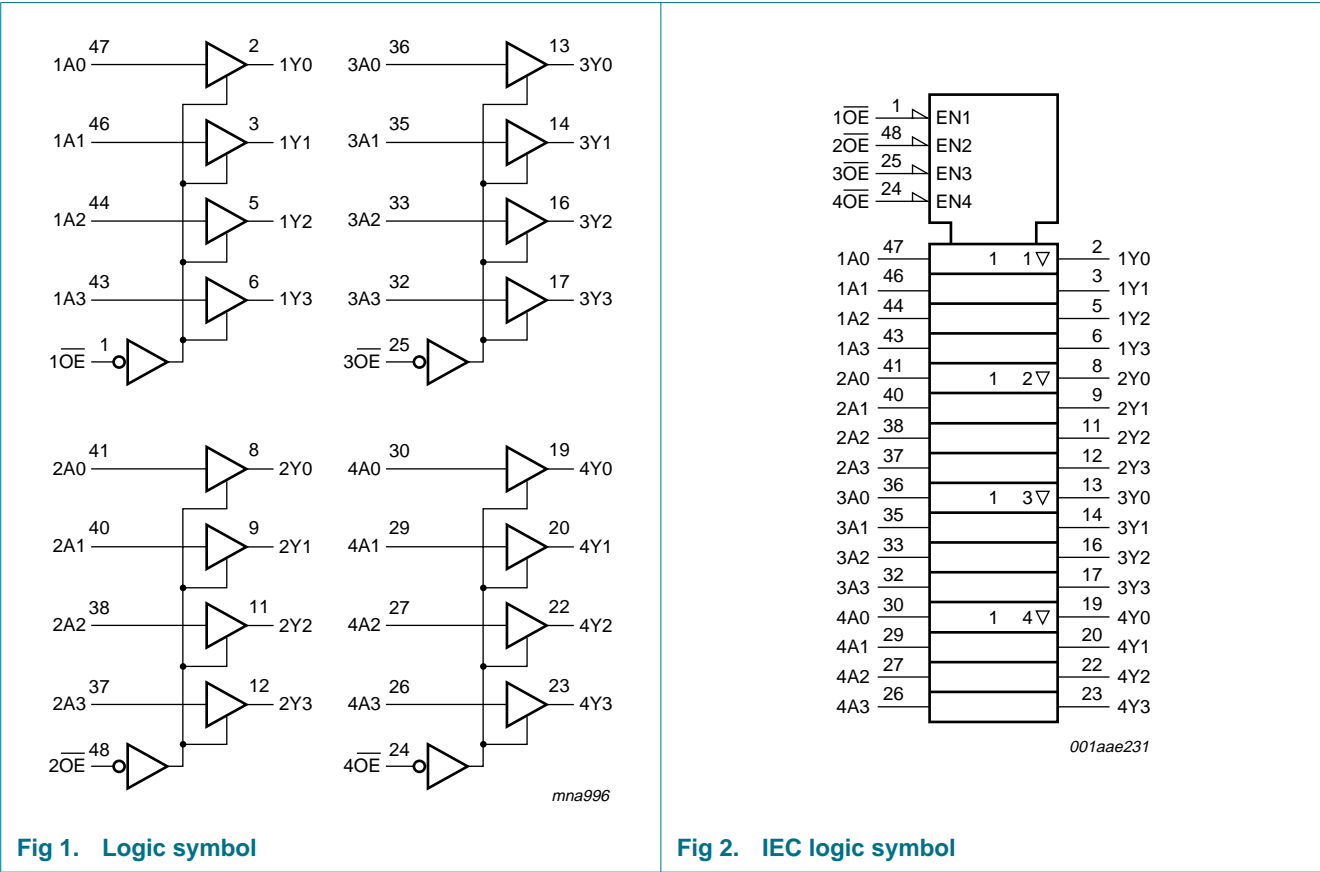 47 2 36 13
1A0 1Y0 3A0 3Y0
46 3 35 14
1A1 1Y1 3A1 3Y1
44 5 33 16
1A2 1Y2 3A2 3Y2
43 6 32 17
1A3 1Y3 3A3 3Y3
1O̅E̅ 1 3O̅E̅ 25
41 8 30 19
2A0 2Y0 4A0 4Y0
40 9 29 20
2A1 2Y1 4A1 4Y1
38 11 27 22
2A2 2Y2 4A2 4Y2
37 12 26 23
2A3 2Y3 4A3 4Y3
2O̅E̅ 48 4O̅E̅ 24
mna996
Fig 1. Logic symbol
1O̅E̅ 1 EN1
2O̅E̅ 48 EN2
3O̅E̅ 25 EN3
4O̅E̅ 24 EN4
1A0 47 1 1▽ 2 1Y0
1A1 46 3 1Y1
1A2 44 5 1Y2
1A3 43 6 1Y3
2A0 41 1 2▽ 8 2Y0
2A1 40 9 2Y1
2A2 38 11 2Y2
2A3 37 12 2Y3
3A0 36 1 3▽ 13 3Y0
3A1 35 14 3Y1
3A2 33 16 3Y2
3A3 32 17 3Y3
4A0 30 1 4▽ 19 4Y0
4A1 29 20 4Y1
4A2 27 22 4Y2
4A3 26 23 4Y3
001aae231
Fig 2. IEC logic symbol